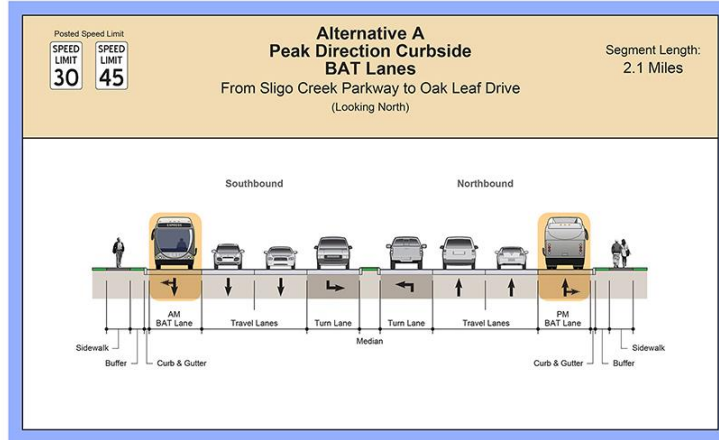 Posted Speed Limit
SPEED
LIMIT
30
SPEED
LIMIT
45
Alternative A
Peak Direction Curbside
BAT Lanes
From Sligo Creek Parkway to Oak Leaf Drive
(Looking North)
Segment Length:
2.1 Miles
Southbound
Northbound
AM
BAT Lane
Travel Lanes
Turn Lane
Median
Turn Lane
Travel Lanes
PM
BAT Lane
Sidewalk
Buffer
Curb & Gutter
Curb & Gutter
Buffer
Sidewalk